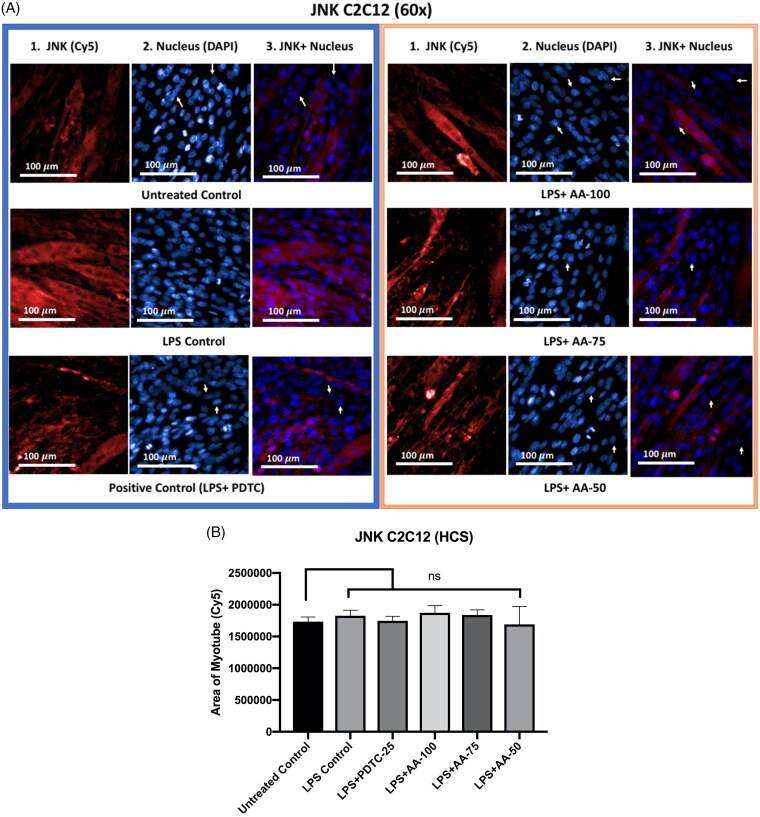 (A)
JNK C2C12 (60x)
1. JNK (Cy5) 2. Nucleus (DAPI) 3. JNK+ Nucleus
1. JNK (Cy5) 2. Nucleus (DAPI) 3. JNK+ Nucleus
100 µm 100 µm 100 µm
100 µm 100 µm 100 µm
Untreated Control
LPS+ AA-100
100 µm 100 µm 100 µm
100 µm 100 µm 100 µm
LPS Control
LPS+ AA-75
100 µm 100 µm 100 µm
100 µm 100 µm 100 µm
Positive Control (LPS+ PDTC)
LPS+ AA-50
(B)
JNK C2C12 (HCS)
Area of Myotube (Cy5)
2500000
2000000
1500000
1000000
500000
0
ns
Untreated Control
LPS Control
LPS+PDTC-25
LPS+AA-100
LPS+AA-75
LPS+AA-50